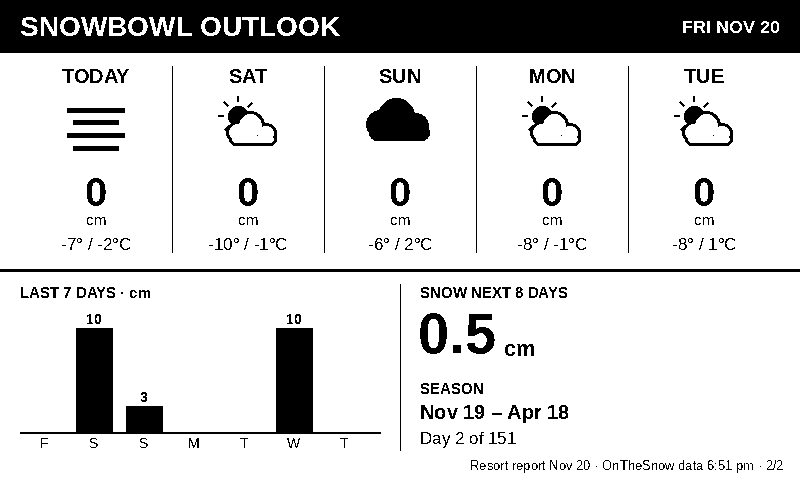 SNOWBOWL OUTLOOK
FRI NOV 20
TODAY SAT SUN MON TUE
0 0 0 0 0
cm cm cm cm cm
-7° / -2°C -10° / -1°C -6° / 2°C -8° / -1°C -8° / 1°C
LAST 7 DAYS · cm
10 3 10
F S S M T W T
SNOW NEXT 8 DAYS
0.5 cm
SEASON
Nov 19 – Apr 18
Day 2 of 151
Resort report Nov 20 · OnTheSnow data 6:51 pm · 2/2